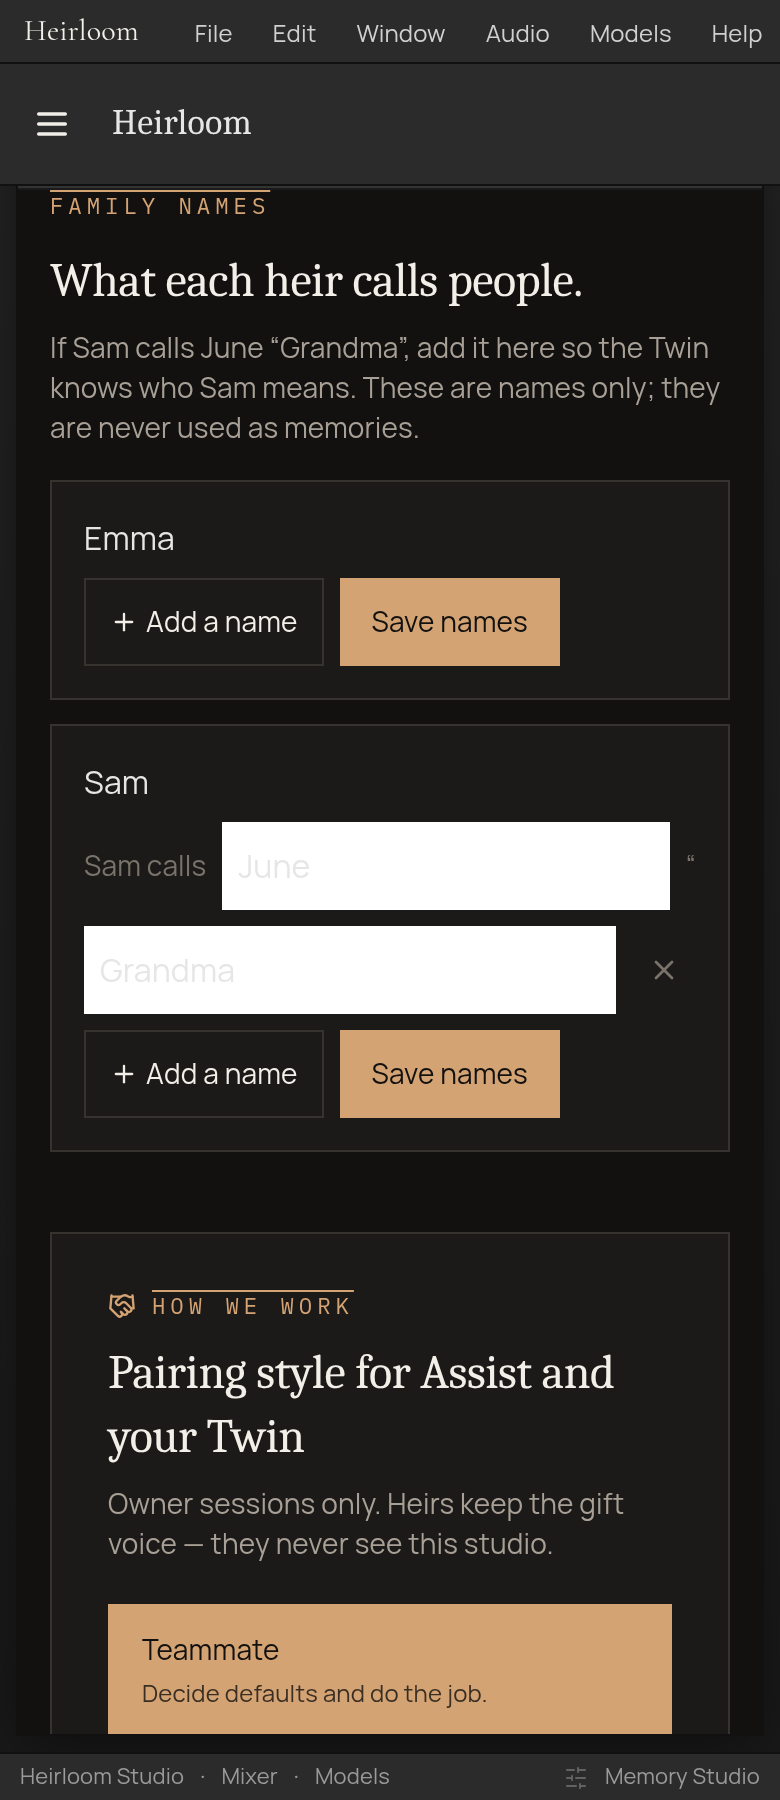 Heirloom File Edit Window Audio Models Help
Heirloom
FAMILY NAMES
What each heir calls people.
If Sam calls June “Grandma”, add it here so the Twin
knows who Sam means. These are names only; they
are never used as memories.
Emma
+ Add a name Save names
Sam
Sam calls June “
Grandma
+ Add a name Save names
HOW WE WORK
Pairing style for Assist and
your Twin
Owner sessions only. Heirs keep the gift
voice — they never see this studio.
Teammate
Decide defaults and do the job.
Heirloom Studio · Mixer · Models Memory Studio